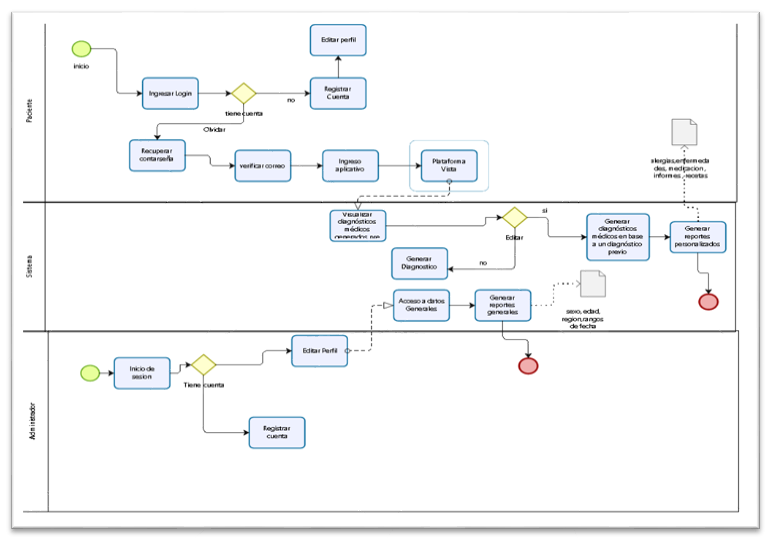 Paciente
inicio
Ingresar Login
tiene cuenta
no
Registrar
Cuenta
Editar perfil
Olvidar
Recuperar
contarseña
verificar correo
Ingreso
aplicativo
Plataforma
Vista
alergias,enfermeda
des, medicacion,
informes, recetas
Sistema
Visualizar
diagnósticos
médicos
Editar
si
no
Generar
diagnósticos
médicos en base
a un diagnóstico
previo
Generar
reportes
personalizados
Generar
Diagnostico
Acceso a datos
Generales
Generar
reportes
generales
sexo, edad,
region,rangos
de fecha
Administrador
Inicio de
sesion
Tiene cuenta
Editar Perfil
Registrar
cuenta